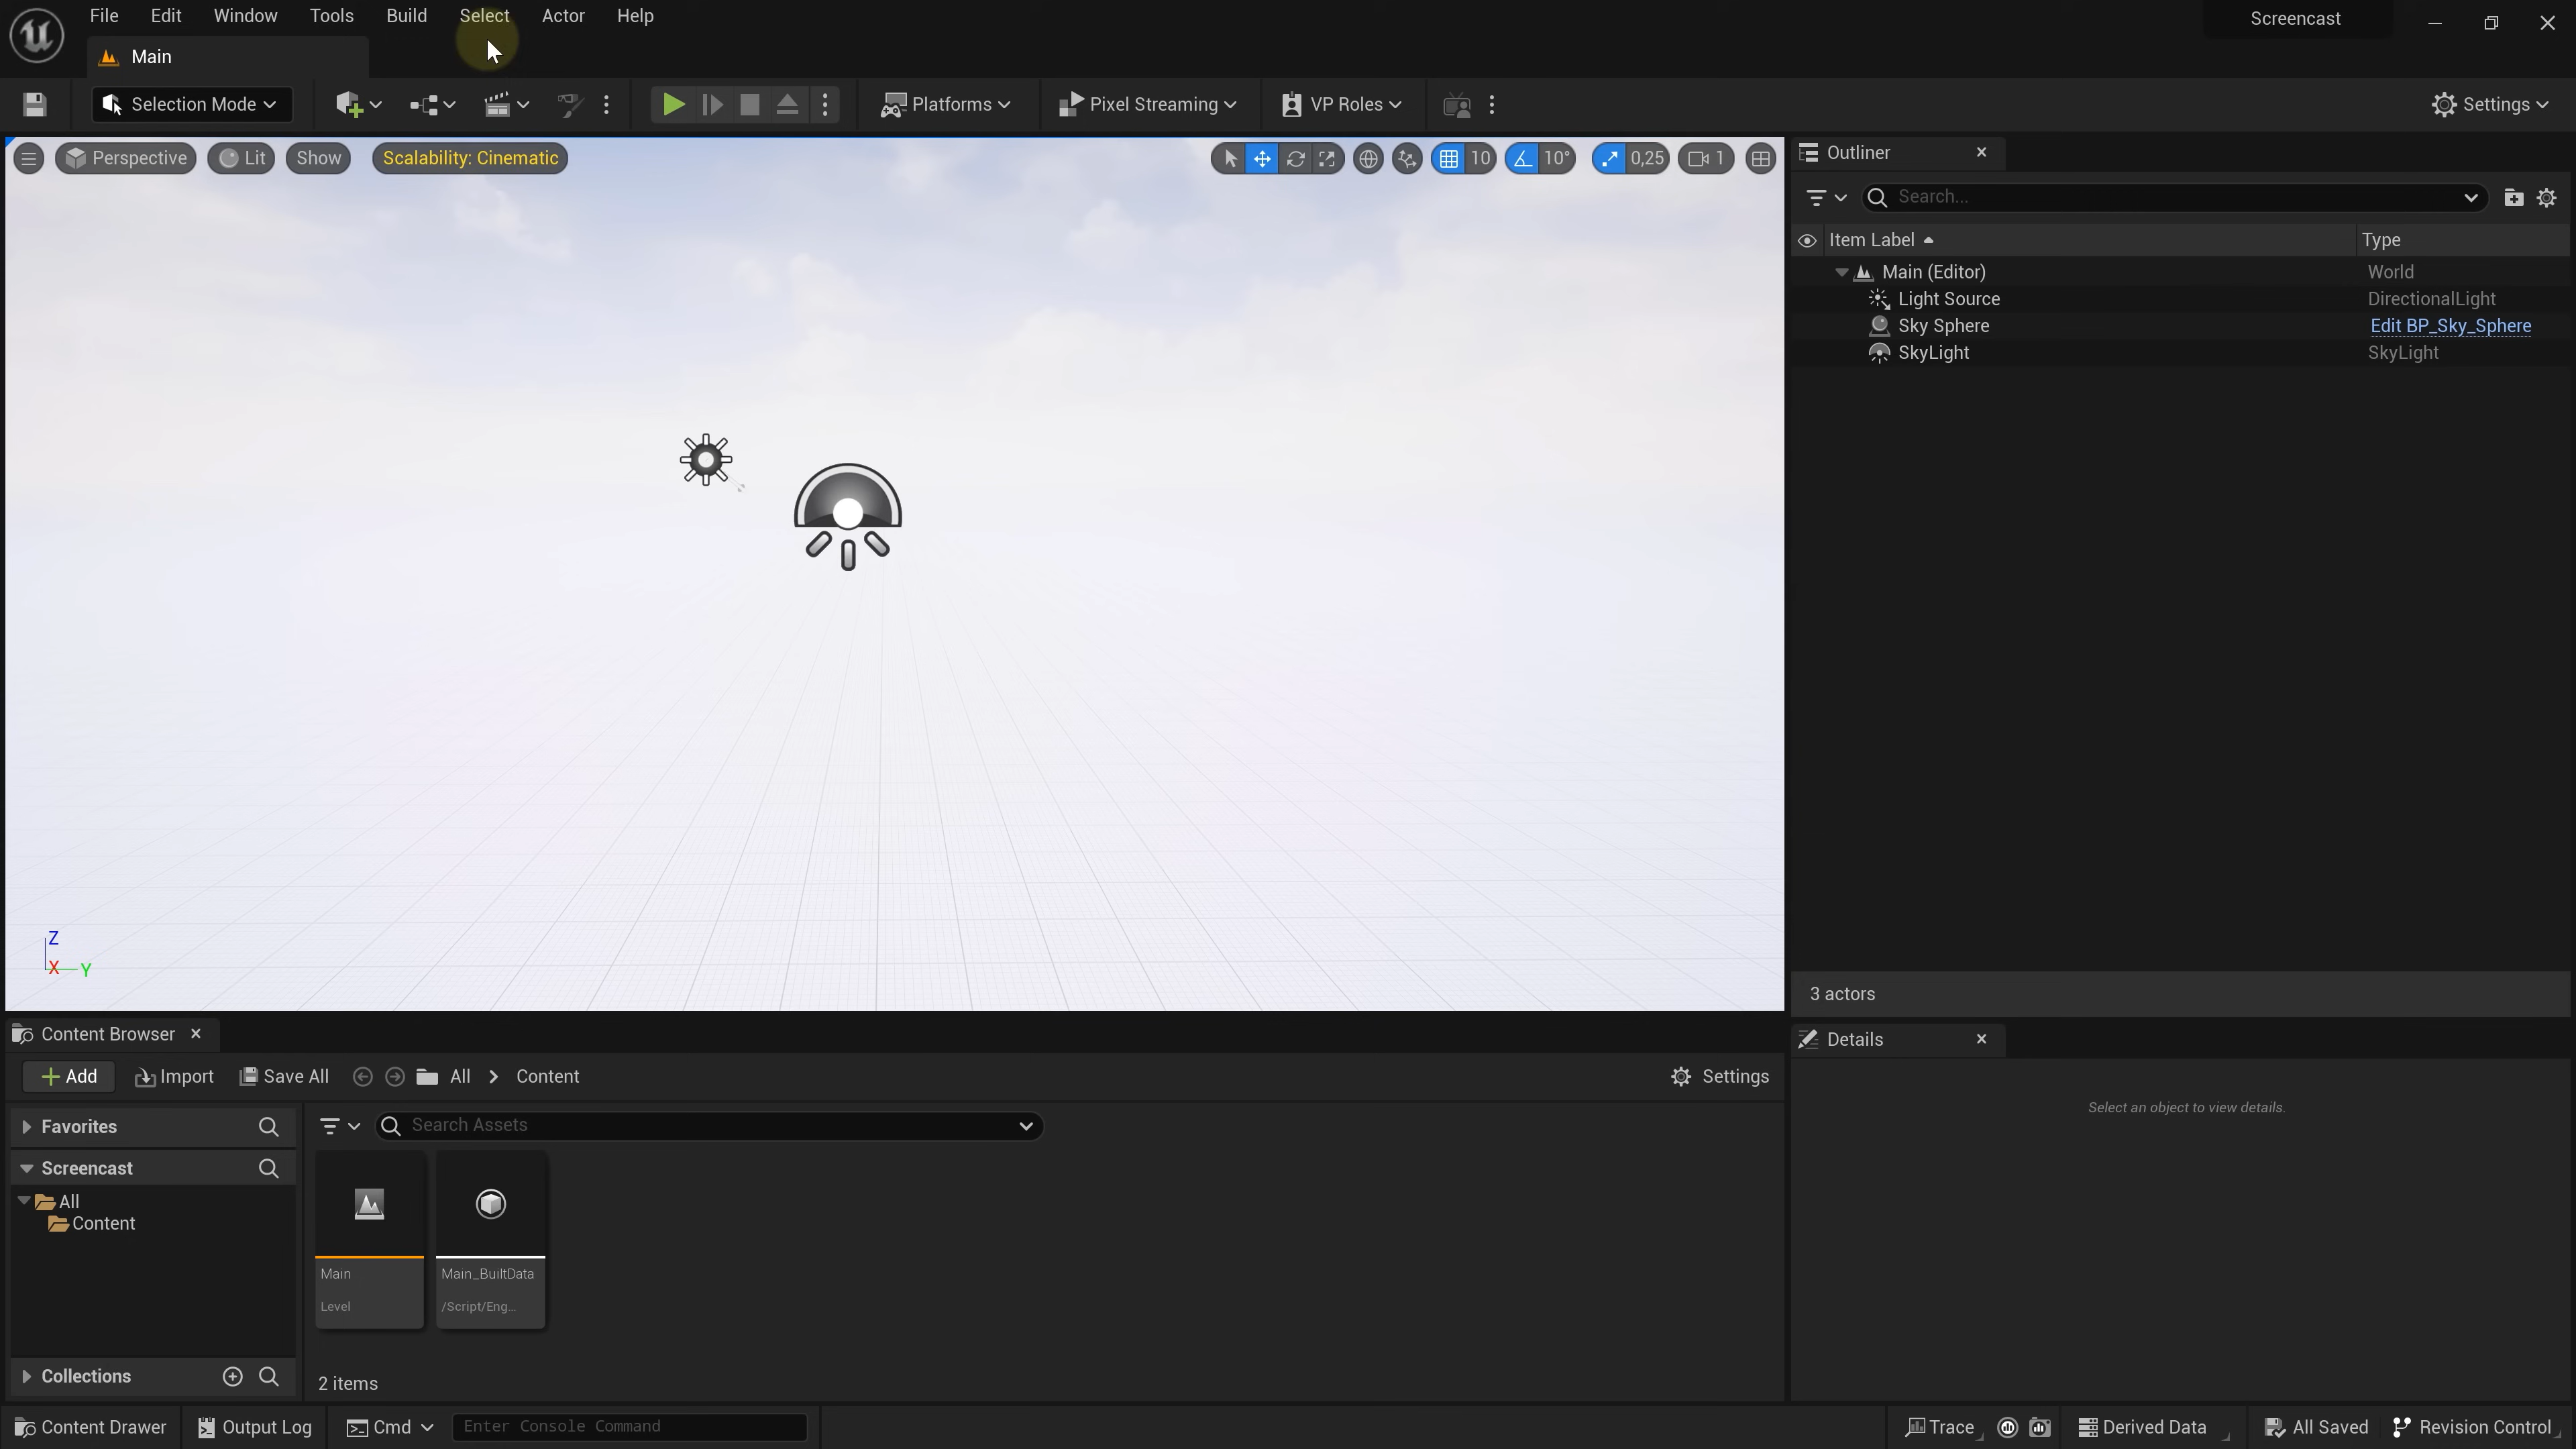 File Edit Window Tools Build Select Actor Help
Screencast
Main
Selection Mode
Platforms
Pixel Streaming
VP Roles
Settings
Perspective
Lit
Show
Scalability: Cinematic
10
10°
0,25
1
Z
X
Y
Outliner
Search...
Item Label
Type
Main (Editor)
World
Light Source
DirectionalLight
Sky Sphere
Edit BP_Sky_Sphere
SkyLight
SkyLight
3 actors
Content Browser
Add
Import
Save All
All
Content
Settings
Favorites
Screencast
All
Content
Collections
Search Assets
Main
Level
Main_BuiltData
/Script/Eng...
2 items
Details
Select an object to view details.
Content Drawer
Output Log
Cmd
Enter Console Command
Trace
Derived Data
All Saved
Revision Control